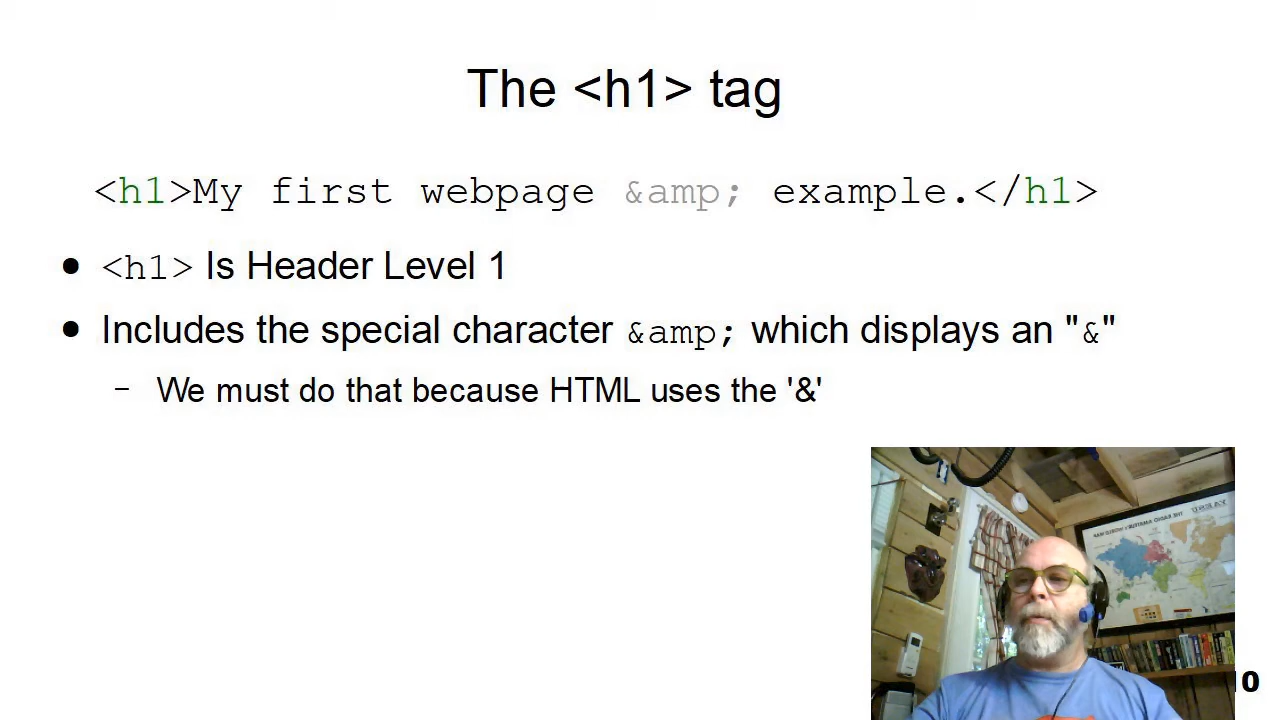 The <h1> tag
<h1>My first webpage &amp; example.</h1>
● <h1> Is Header Level 1
● Includes the special character &amp; which displays an "&"
– We must do that because HTML uses the '&'
10